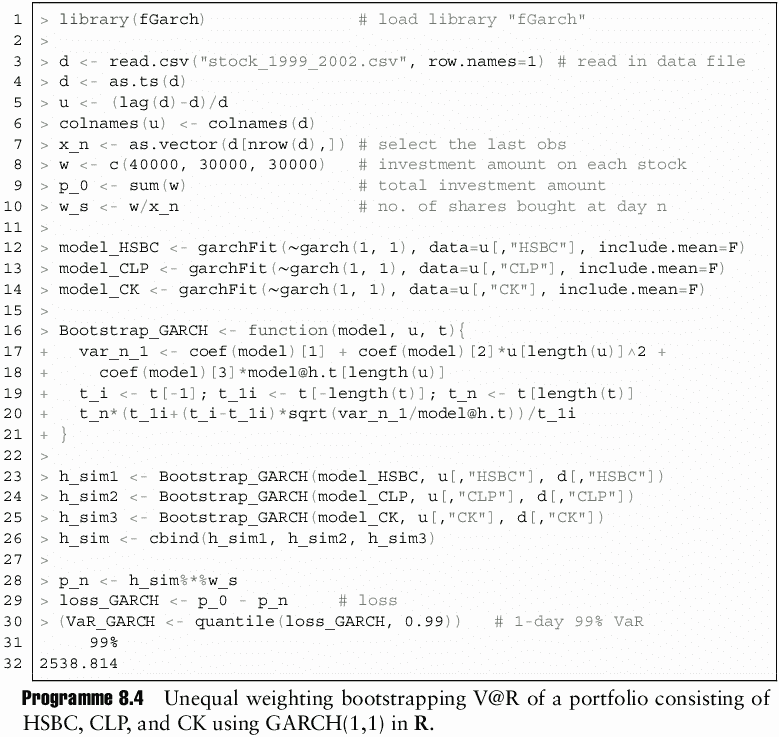 1 > library(fGarch) # load library "fGarch"
2 >
3 > d <- read.csv("stock_1999_2002.csv", row.names=1) # read in data file
4 > d <- as.ts(d)
5 > u <- (lag(d)-d)/d
6 > colnames(u) <- colnames(d)
7 > x_n <- as.vector(d[nrow(d),]) # select the last obs
8 > w <- c(40000, 30000, 30000) # investment amount on each stock
9 > p_0 <- sum(w) # total investment amount
10 > w_s <- w/x_n # no. of shares bought at day n
11 >
12 > model_HSBC <- garchFit(~garch(1, 1), data=u[,"HSBC"], include.mean=F)
13 > model_CLP <- garchFit(~garch(1, 1), data=u[,"CLP"], include.mean=F)
14 > model_CK <- garchFit(~garch(1, 1), data=u[,"CK"], include.mean=F)
15 >
16 > Bootstrap_GARCH <- function(model, u, t){
17 + var_n_1 <- coef(model)[1] + coef(model)[2]*u[length(u)]^2 +
18 + coef(model)[3]*model@h.t[length(u)]
19 + t_i <- t[-1]; t_1i <- t[-length(t)]; t_n <- t[length(t)]
20 + t_n*(t_1i+(t_i-t_1i)*sqrt(var_n_1/model@h.t))/t_1i
21 + }
22 >
23 > h_sim1 <- Bootstrap_GARCH(model_HSBC, u[,"HSBC"], d[,"HSBC"])
24 > h_sim2 <- Bootstrap_GARCH(model_CLP, u[,"CLP"], d[,"CLP"])
25 > h_sim3 <- Bootstrap_GARCH(model_CK, u[,"CK"], d[,"CK"])
26 > h_sim <- cbind(h_sim1, h_sim2, h_sim3)
27 >
28 > p_n <- h_sim%*%w_s
29 > loss_GARCH <- p_0 - p_n # loss
30 > (VaR_GARCH <- quantile(loss_GARCH, 0.99)) # 1-day 99% VaR
31 99%
32 2538.814
Programme 8.4 Unequal weighting bootstrapping V@R of a portfolio consisting of
HSBC, CLP, and CK using GARCH(1,1) in R.